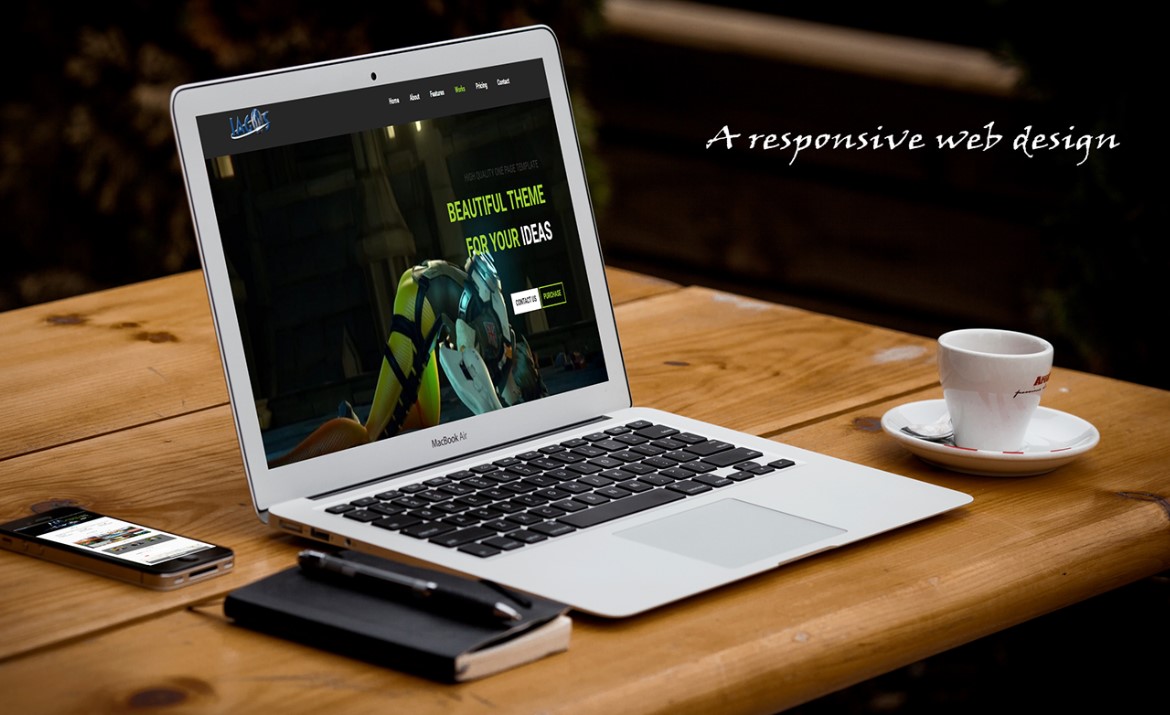 Home About Features Works Pricing Contact
A responsive web design
HIGH QUALITY ONE PAGE TEMPLATE
BEAUTIFUL THEME
FOR YOUR IDEAS
CONTACT US PURCHASE
MacBook Air